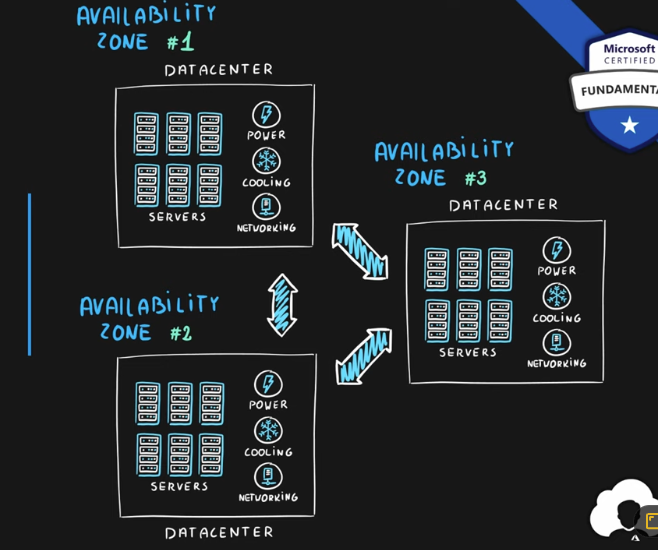 AVAILABILITY
ZONE #1
DATACENTER
POWER
COOLING
NETWORKING
SERVERS
Microsoft
CERTIFIED
FUNDAMENTA
AVAILABILITY
ZONE #3
DATACENTER
POWER
COOLING
NETWORKING
SERVERS
AVAILABILITY
ZONE #2
POWER
COOLING
NETWORKING
SERVERS
DATACENTER